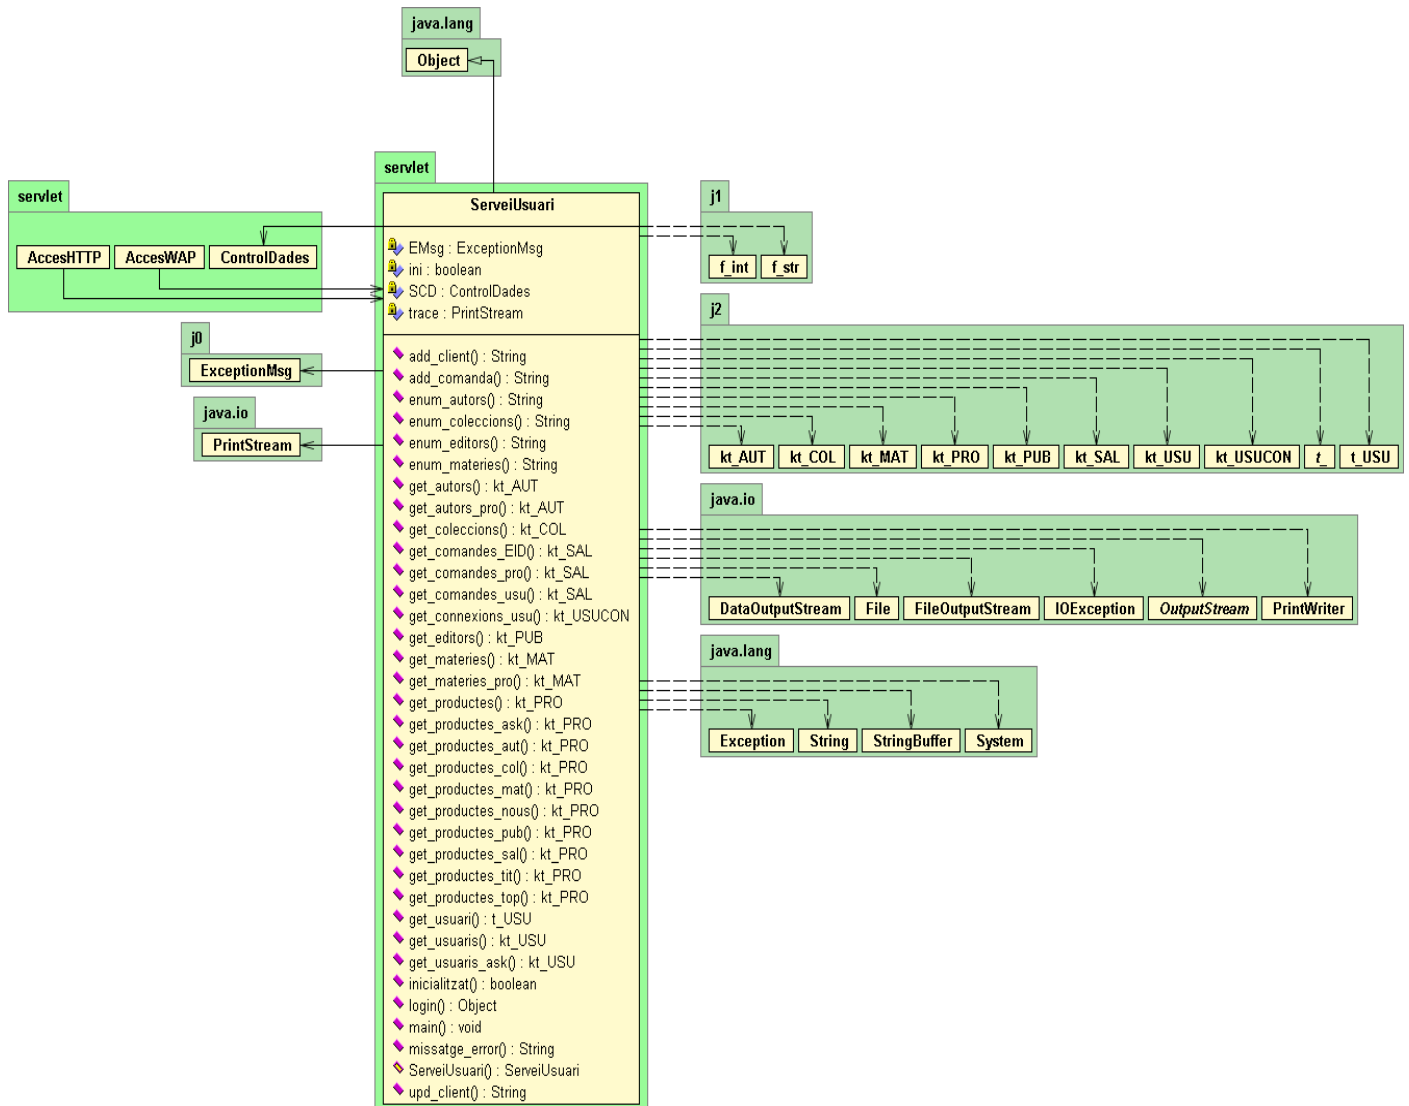 java.lang
Object
servlet
AccesHTTP
AccesWAP
ControlDades
j0
ExceptionMsg
java.io
PrintStream
servlet
ServeiUsuari
EMsg : ExceptionMsg
ini : boolean
SCD : ControlDades
trace : PrintStream
add_client() : String
add_comanda() : String
enum_autors() : String
enum_coleccions() : String
enum_editors() : String
enum_materies() : String
get_autors() : kt_AUT
get_autors_pro() : kt_AUT
get_coleccions() : kt_COL
get_comandes_EID() : kt_SAL
get_comandes_pro() : kt_SAL
get_comandes_usu() : kt_SAL
get_connexions_usu() : kt_USUCON
get_editors() : kt_PUB
get_materies() : kt_MAT
get_materies_pro() : kt_MAT
get_productes() : kt_PRO
get_productes_ask() : kt_PRO
get_productes_aut() : kt_PRO
get_productes_col() : kt_PRO
get_productes_mat() : kt_PRO
get_productes_nous() : kt_PRO
get_productes_pub() : kt_PRO
get_productes_sal() : kt_PRO
get_productes_tit() : kt_PRO
get_productes_top() : kt_PRO
get_usuari() : t_USU
get_usuaris() : kt_USU
get_usuaris_ask() : kt_USU
inicialitzat() : boolean
login() : Object
main() : void
missatge_error() : String
ServeiUsuari() : ServeiUsuari
upd_client() : String
j1
f_int
f_str
j2
kt_AUT
kt_COL
kt_MAT
kt_PRO
kt_PUB
kt_SAL
kt_USU
kt_USUCON
t_
t_USU
java.io
DataOutputStream
File
FileOutputStream
IOException
OutputStream
PrintWriter
java.lang
Exception
String
StringBuffer
System